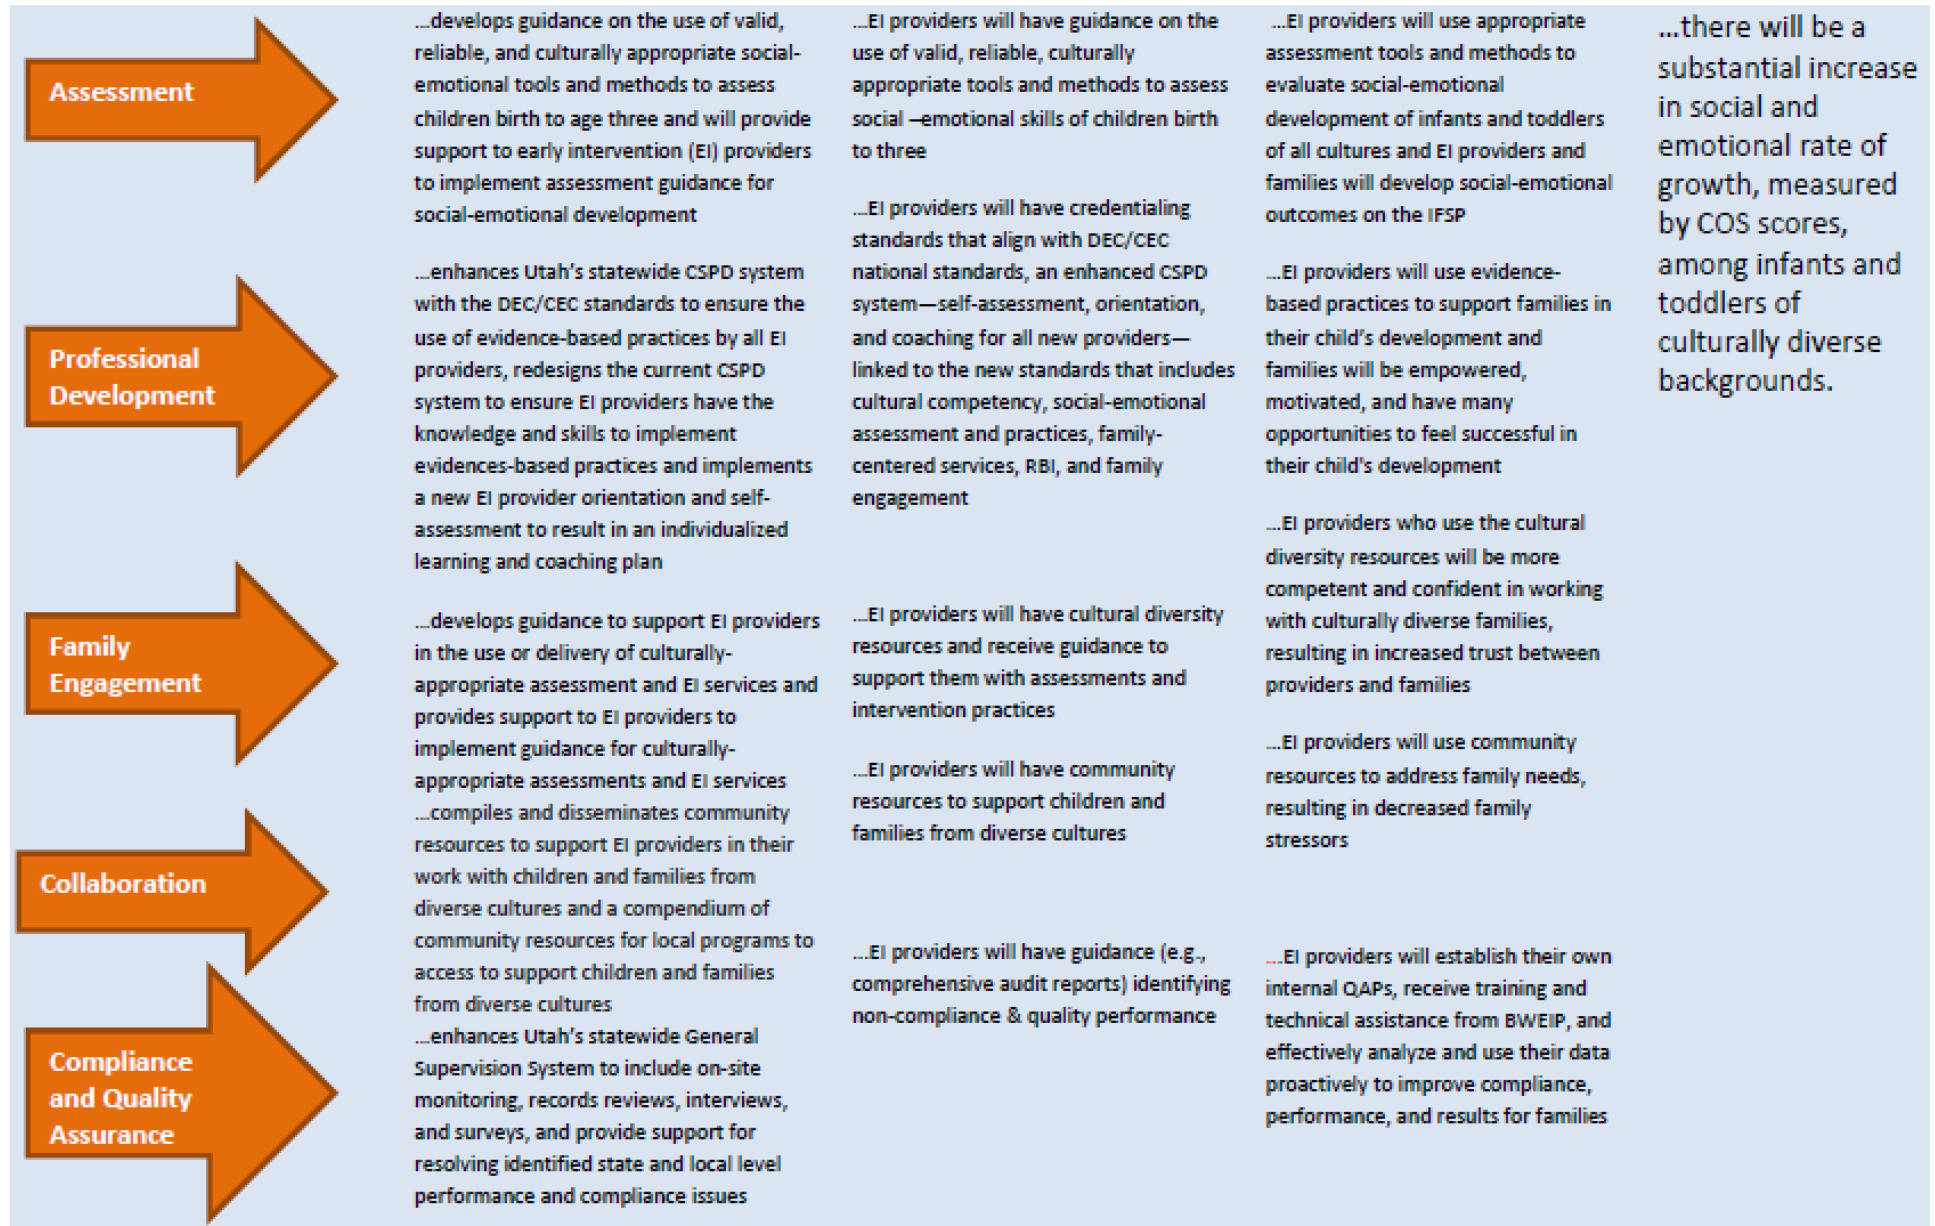 Assessment
...develops guidance on the use of valid,
reliable, and culturally appropriate social-
emotional tools and methods to assess
children birth to age three and will provide
support to early intervention (EI) providers
to implement assessment guidance for
social-emotional development
...EI providers will have guidance on the
use of valid, reliable, culturally
appropriate tools and methods to assess
social –emotional skills of children birth
to three
...EI providers will use appropriate
assessment tools and methods to
evaluate social-emotional
development of infants and toddlers
of all cultures and EI providers and
families will develop social-emotional
outcomes on the IFSP
...there will be a
substantial increase
in social and
emotional rate of
growth, measured
by COS scores,
among infants and
toddlers of
culturally diverse
backgrounds.
Professional
Development
...enhances Utah's statewide CSPD system
with the DEC/CEC standards to ensure the
use of evidence-based practices by all EI
providers, redesigns the current CSPD
system to ensure EI providers have the
knowledge and skills to implement
evidences-based practices and implements
a new EI provider orientation and self-
assessment to result in an individualized
learning and coaching plan
...EI providers will have credentialing
standards that align with DEC/CEC
national standards, an enhanced CSPD
system—self-assessment, orientation,
and coaching for all new providers—
linked to the new standards that includes
cultural competency, social-emotional
assessment and practices, family-
centered services, RBI, and family
engagement
...EI providers will use evidence-
based practices to support families in
their child's development and
families will be empowered,
motivated, and have many
opportunities to feel successful in
their child's development
Family
Engagement
...develops guidance to support EI providers
in the use or delivery of culturally-
appropriate assessment and EI services and
provides support to EI providers to
implement guidance for culturally-
appropriate assessments and EI services
...EI providers will have cultural diversity
resources and receive guidance to
support them with assessments and
intervention practices
...EI providers who use the cultural
diversity resources will be more
competent and confident in working
with culturally diverse families,
resulting in increased trust between
providers and families
Collaboration
...compiles and disseminates community
resources to support EI providers in their
work with children and families from
diverse cultures and a compendium of
community resources for local programs to
access to support children and families
from diverse cultures
...EI providers will have community
resources to support children and
families from diverse cultures
...EI providers will use community
resources to address family needs,
resulting in decreased family
stressors
Compliance
and Quality
Assurance
...enhances Utah's statewide General
Supervision System to include on-site
monitoring, records reviews, interviews,
and surveys, and provide support for
resolving identified state and local level
performance and compliance issues
...EI providers will have guidance (e.g.,
comprehensive audit reports) identifying
non-compliance & quality performance
...EI providers will establish their own
internal QAPs, receive training and
technical assistance from BWEIP, and
effectively analyze and use their data
proactively to improve compliance,
performance, and results for families